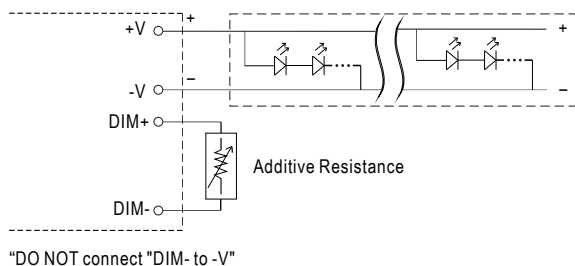 +V
+
+
-V
−
−
DIM+
Additive Resistance
DIM-
“DO NOT connect "DIM- to -V"